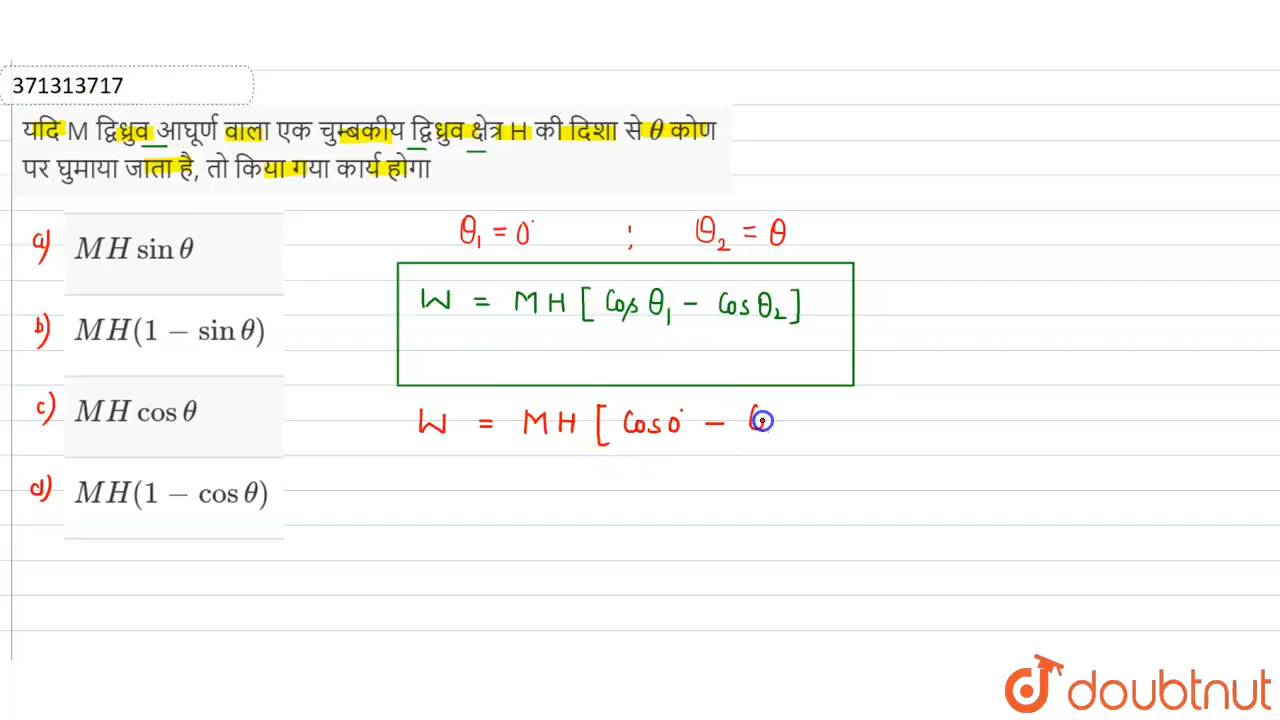 371313717
यदि M द्विध्रुव आघूर्ण वाला एक चुम्बकीय द्विध्रुव क्षेत्र H की दिशा से θ कोण
पर घुमाया जाता है, तो किया गया कार्य होगा
θ₁ = 0° ; θ₂ = θ
a) MH sin θ
W = MH [Cos θ₁ − Cos θ₂]
b) MH(1 − sin θ)
c) MH cos θ
W = MH [Cos 0° −
d) MH(1 − cos θ)
doubtnut